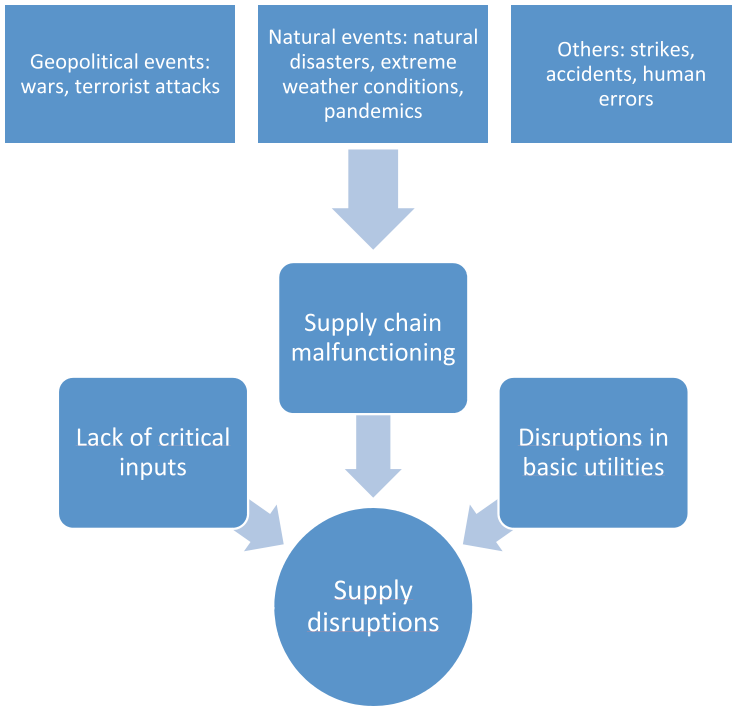 Geopolitical events:
wars, terrorist attacks
Natural events: natural
disasters, extreme
weather conditions,
pandemics
Others: strikes,
accidents, human
errors
Supply chain
malfunctioning
Lack of critical
inputs
Disruptions in
basic utilities
Supply
disruptions